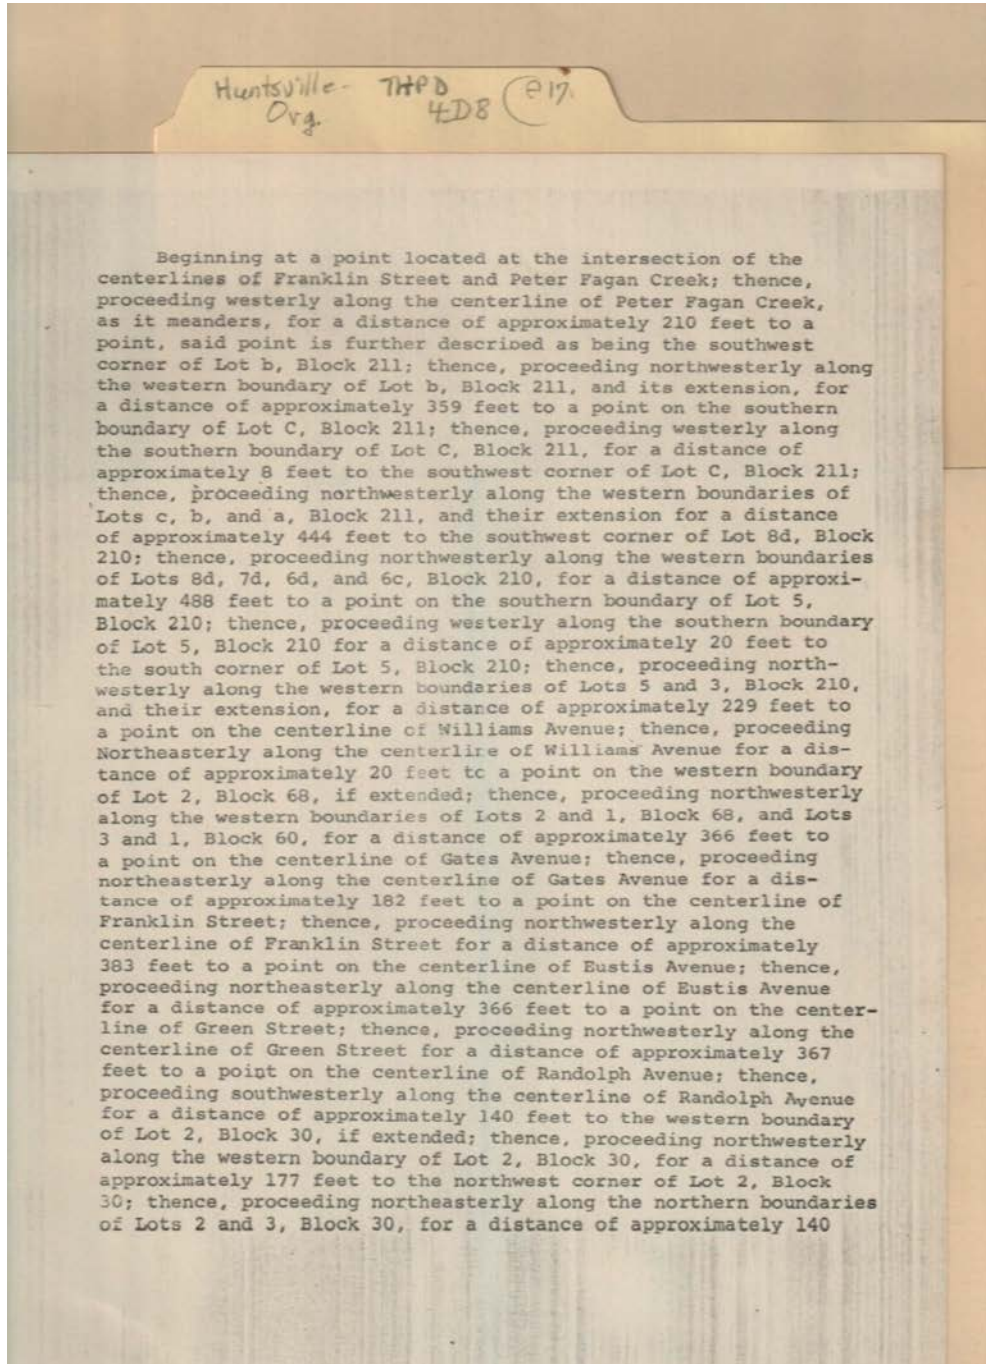 Huntsville- THPD
Org. 4D8
Beginning at a point located at the intersection of the
centerlines of Franklin Street and Peter Fagan Creek; thence,
proceeding westerly along the centerline of Peter Fagan Creek,
as it meanders, for a distance of approximately 210 feet to a
point, said point is further described as being the southwest
corner of Lot b, Block 211; thence, proceeding northwesterly along
the western boundary of Lot b, Block 211, and its extension, for
a distance of approximately 359 feet to a point on the southern
boundary of Lot C, Block 211; thence, proceeding westerly along
the southern boundary of Lot C, Block 211, for a distance of
approximately 8 feet to the southwest corner of Lot C, Block 211;
thence, proceeding northwesterly along the western boundaries of
Lots c, b, and a, Block 211, and their extension for a distance
of approximately 444 feet to the southwest corner of Lot 8d, Block
210; thence, proceeding northwesterly along the western boundaries
of Lots 8d, 7d, 6d, and 6c, Block 210, for a distance of approxi-
mately 488 feet to a point on the southern boundary of Lot 5,
Block 210; thence, proceeding westerly along the southern boundary
of Lot 5, Block 210 for a distance of approximately 20 feet to
the south corner of Lot 5, Block 210; thence, proceeding north-
westerly along the western boundaries of Lots 5 and 3, Block 210,
and their extension, for a distance of approximately 229 feet to
a point on the centerline of Williams Avenue; thence, proceeding
Northeasterly along the centerline of Williams Avenue for a dis-
tance of approximately 20 feet to a point on the western boundary
of Lot 2, Block 68, if extended; thence, proceeding northwesterly
along the western boundaries of Lots 2 and 1, Block 68, and Lots
3 and 1, Block 60, for a distance of approximately 366 feet to
a point on the centerline of Gates Avenue; thence, proceeding
northeasterly along the centerline of Gates Avenue for a dis-
tance of approximately 182 feet to a point on the centerline of
Franklin Street; thence, proceeding northwesterly along the
centerline of Franklin Street for a distance of approximately
383 feet to a point on the centerline of Eustis Avenue; thence,
proceeding northeasterly along the centerline of Eustis Avenue
for a distance of approximately 366 feet to a point on the center-
line of Green Street; thence, proceeding northwesterly along the
centerline of Green Street for a distance of approximately 367
feet to a point on the centerline of Randolph Avenue; thence,
proceeding southwesterly along the centerline of Randolph Avenue
for a distance of approximately 140 feet to the western boundary
of Lot 2, Block 30, if extended; thence, proceeding northwesterly
along the western boundary of Lot 2, Block 30, for a distance of
approximately 177 feet to the northwest corner of Lot 2, Block
30; thence, proceeding northeasterly along the northern boundaries
of Lots 2 and 3, Block 30, for a distance of approximately 140